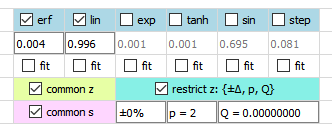 erf lin exp tanh sin step
0.004 0.996 0.001 0.001 0.695 0.081
fit fit fit fit fit fit
common z restrict z: {±Δ, p, Q}
common s ±0% p = 2 Q = 0.00000000